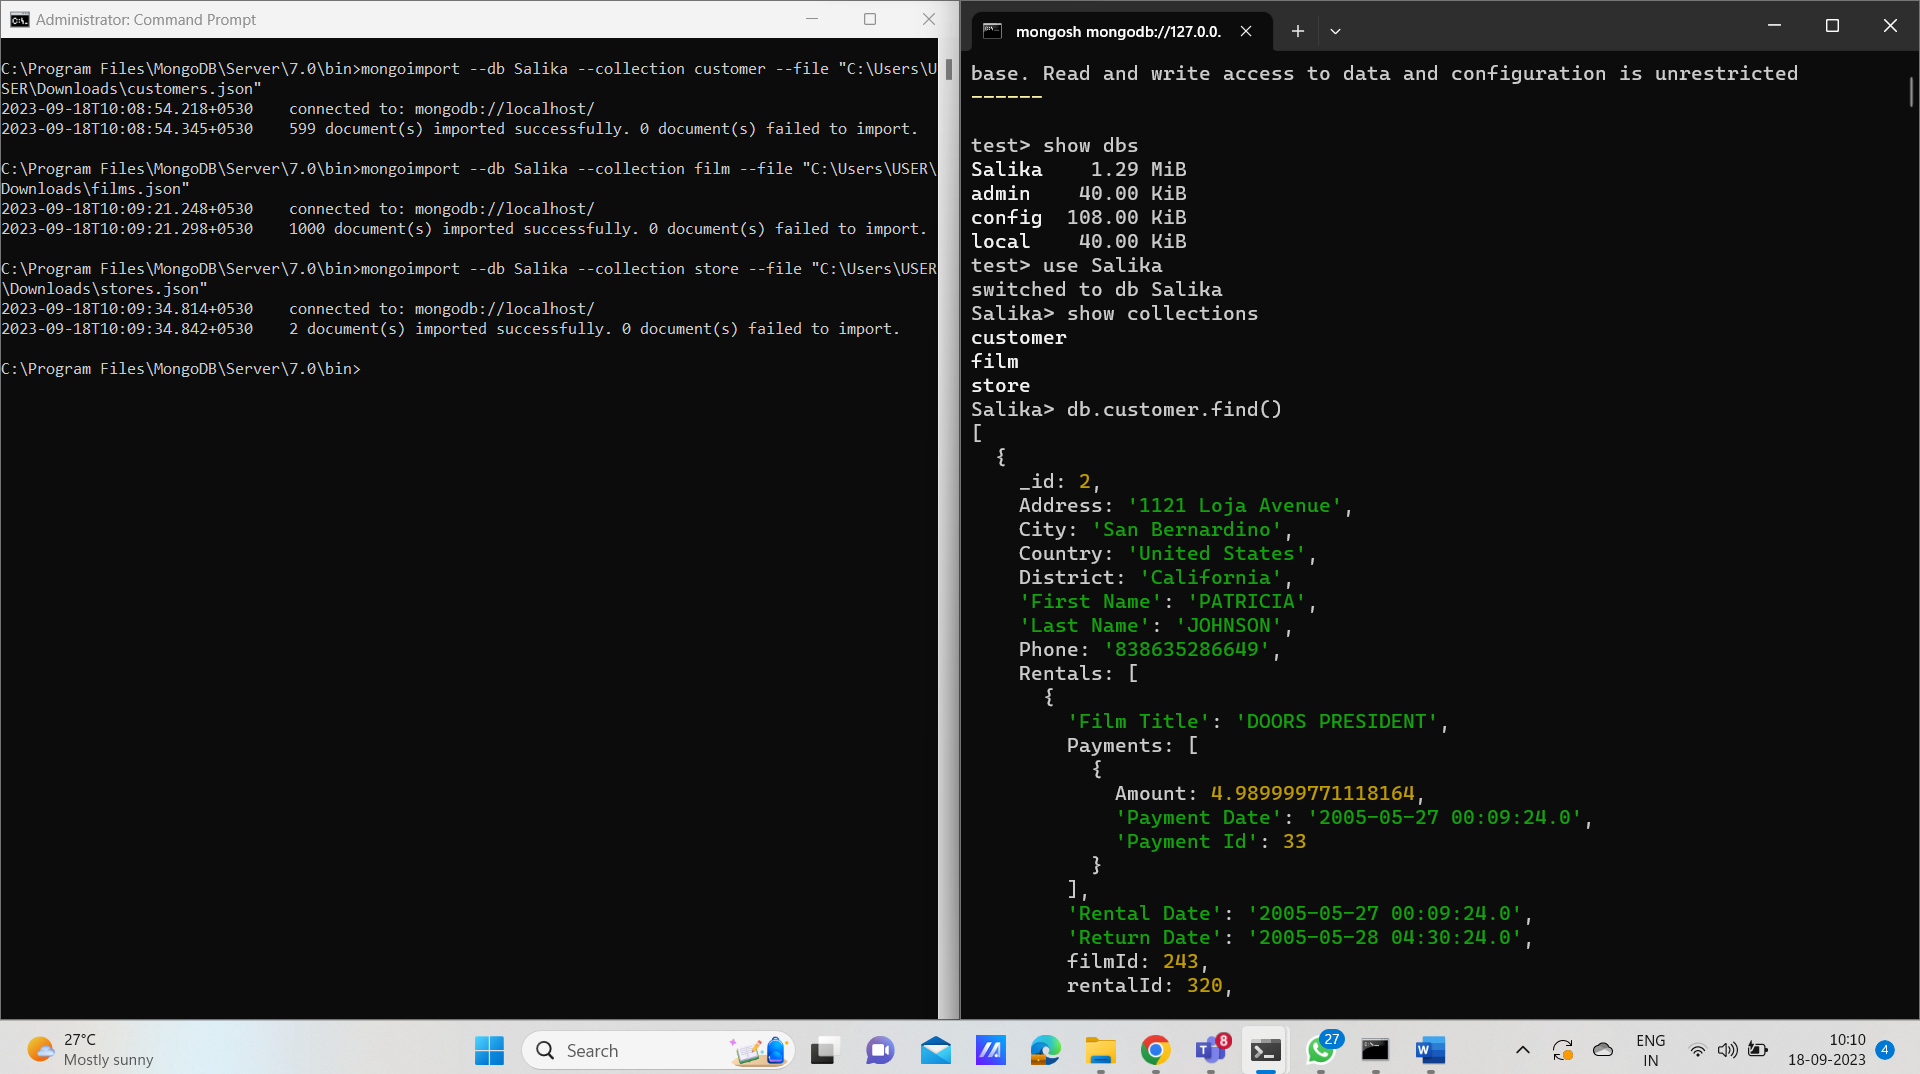 Administrator: Command Prompt
C:\Program Files\MongoDB\Server\7.0\bin>mongoimport --db Salika --collection customer --file "C:\Users\U
SER\Downloads\customers.json"
2023-09-18T10:08:54.218+0530    connected to: mongodb://localhost/
2023-09-18T10:08:54.345+0530    599 document(s) imported successfully. 0 document(s) failed to import.
C:\Program Files\MongoDB\Server\7.0\bin>mongoimport --db Salika --collection film --file "C:\Users\USER\
Downloads\films.json"
2023-09-18T10:09:21.248+0530    connected to: mongodb://localhost/
2023-09-18T10:09:21.298+0530    1000 document(s) imported successfully. 0 document(s) failed to import.
C:\Program Files\MongoDB\Server\7.0\bin>mongoimport --db Salika --collection store --file "C:\Users\USER
\Downloads\stores.json"
2023-09-18T10:09:34.814+0530    connected to: mongodb://localhost/
2023-09-18T10:09:34.842+0530    2 document(s) imported successfully. 0 document(s) failed to import.
C:\Program Files\MongoDB\Server\7.0\bin>
mongosh mongodb://127.0.0.
base. Read and write access to data and configuration is unrestricted
------
test> show dbs
Salika    1.29 MiB
admin    40.00 KiB
config  108.00 KiB
local    40.00 KiB
test> use Salika
switched to db Salika
Salika> show collections
customer
film
store
Salika> db.customer.find()
[
  {
    _id: 2,
    Address: '1121 Loja Avenue',
    City: 'San Bernardino',
    Country: 'United States',
    District: 'California',
    'First Name': 'PATRICIA',
    'Last Name': 'JOHNSON',
    Phone: '838635286649',
    Rentals: [
      {
        'Film Title': 'DOORS PRESIDENT',
        Payments: [
          {
            Amount: 4.989999771118164,
            'Payment Date': '2005-05-27 00:09:24.0',
            'Payment Id': 33
          }
        ],
        'Rental Date': '2005-05-27 00:09:24.0',
        'Return Date': '2005-05-28 04:30:24.0',
        filmId: 243,
        rentalId: 320,
27°C
Mostly sunny
Search
8
27
ENG
IN
10:10
18-09-2023
4